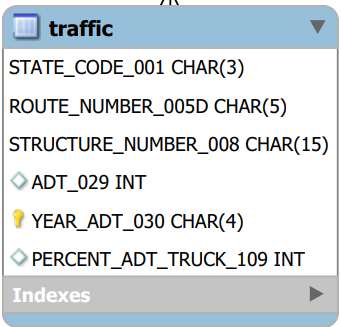 traffic
STATE_CODE_001 CHAR(3)
ROUTE_NUMBER_005D CHAR(5)
STRUCTURE_NUMBER_008 CHAR(15)
ADT_029 INT
YEAR_ADT_030 CHAR(4)
PERCENT_ADT_TRUCK_109 INT
Indexes